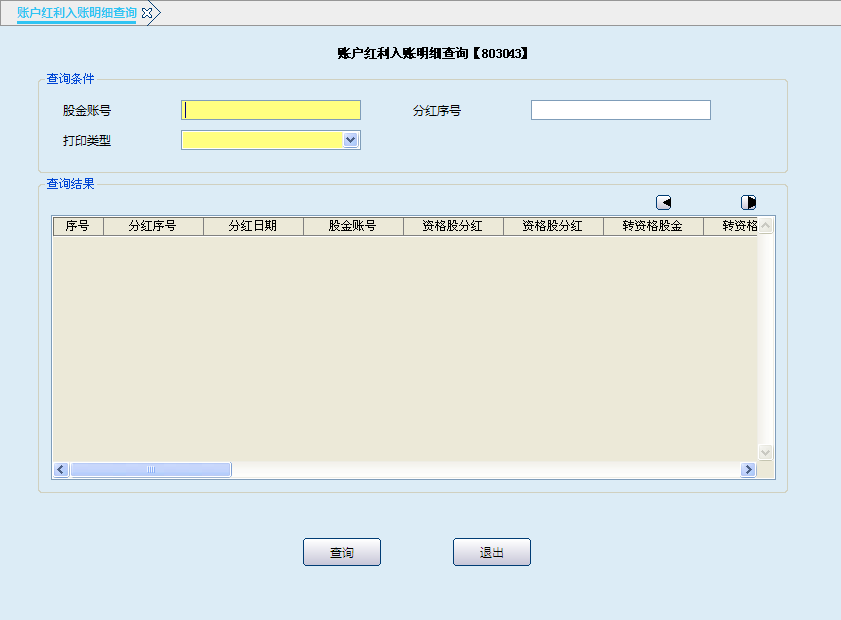 账户红利入账明细查询
账户红利入账明细查询【803043】
查询条件
股金账号 分红序号
打印类型
查询结果
序号 分红序号 分红日期 股金账号 资格股分红 资格股分红 转资格股金 转资格
查询 退出